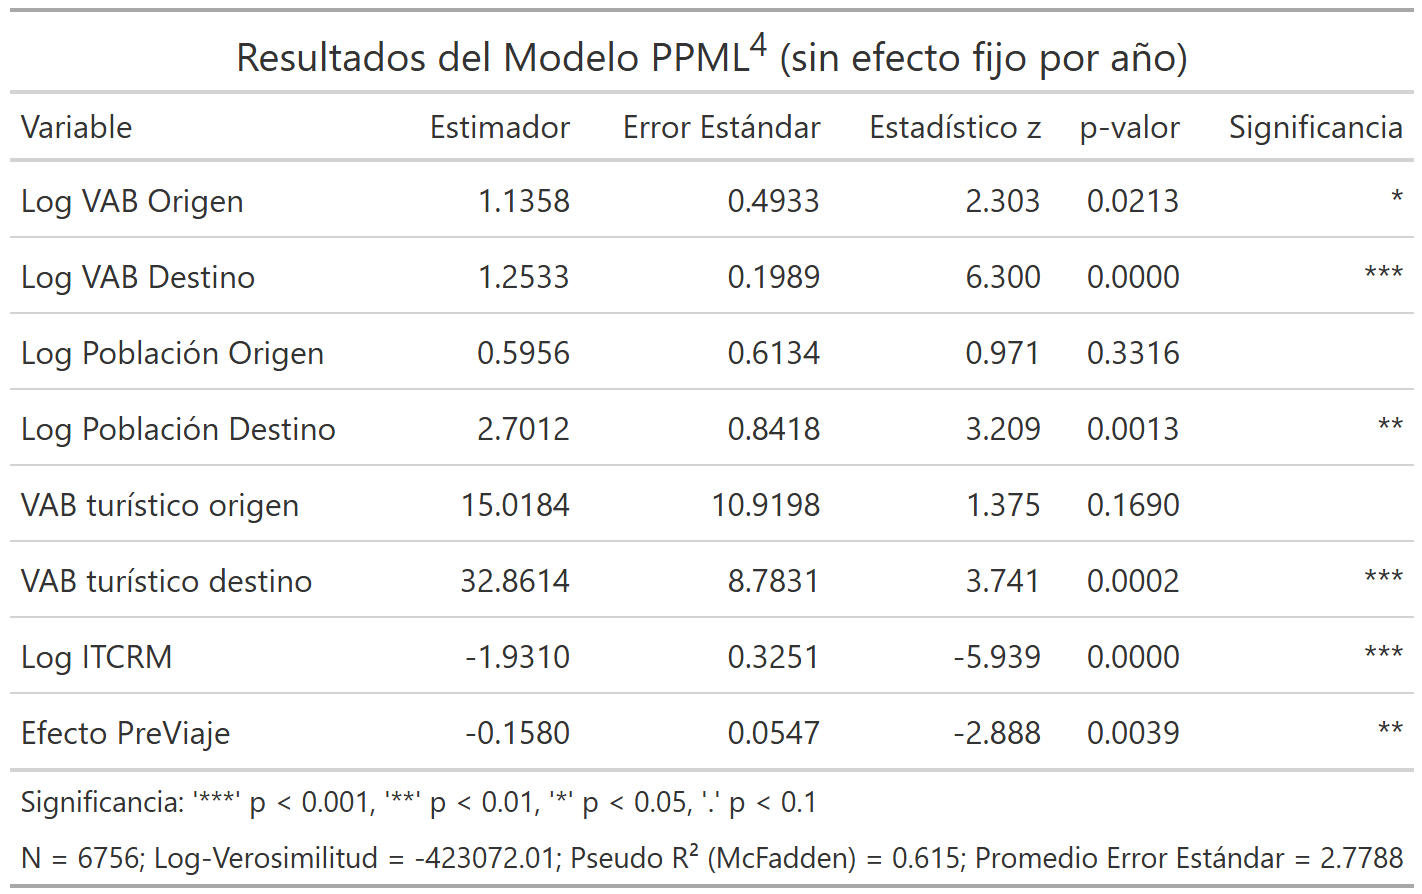 Resultados del Modelo PPML4 (sin efecto fijo por año)
Variable Estimador Error Estándar Estadístico z p-valor Significancia
Log VAB Origen 1.1358 0.4933 2.303 0.0213 *
Log VAB Destino 1.2533 0.1989 6.300 0.0000 ***
Log Población Origen 0.5956 0.6134 0.971 0.3316
Log Población Destino 2.7012 0.8418 3.209 0.0013 **
VAB turístico origen 15.0184 10.9198 1.375 0.1690
VAB turístico destino 32.8614 8.7831 3.741 0.0002 ***
Log ITCRM -1.9310 0.3251 -5.939 0.0000 ***
Efecto PreViaje -0.1580 0.0547 -2.888 0.0039 **
Significancia: '***' p < 0.001, '**' p < 0.01, '*' p < 0.05, '.' p < 0.1
N = 6756; Log-Verosimilitud = -423072.01; Pseudo R² (McFadden) = 0.615; Promedio Error Estándar = 2.7788